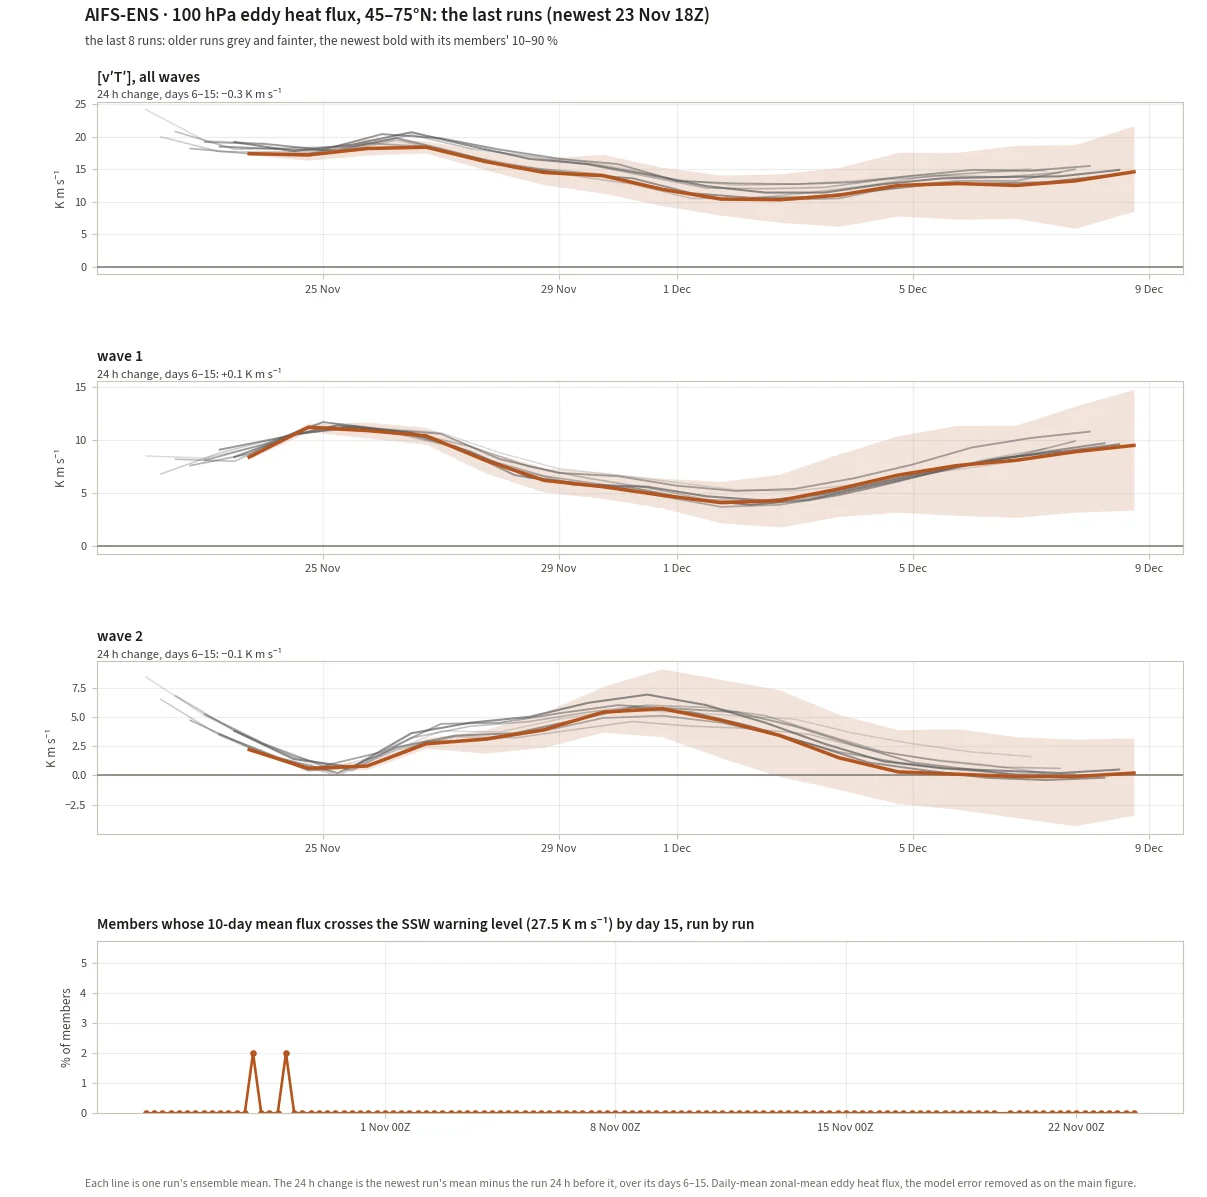 AIFS-ENS · 100 hPa eddy heat flux, 45–75°N: the last runs (newest 23 Nov 18Z)
the last 8 runs: older runs grey and fainter, the newest bold with its members' 10–90 %
[v′T′], all waves
24 h change, days 6–15: −0.3 K m s⁻¹
25
20
15
10
5
0
K m s⁻¹
25 Nov
29 Nov
1 Dec
5 Dec
9 Dec
wave 1
24 h change, days 6–15: +0.1 K m s⁻¹
15
10
5
0
K m s⁻¹
25 Nov
29 Nov
1 Dec
5 Dec
9 Dec
wave 2
24 h change, days 6–15: −0.1 K m s⁻¹
7.5
5.0
2.5
0.0
−2.5
K m s⁻¹
25 Nov
29 Nov
1 Dec
5 Dec
9 Dec
Members whose 10-day mean flux crosses the SSW warning level (27.5 K m s⁻¹) by day 15, run by run
5
4
3
2
1
0
% of members
1 Nov 00Z
8 Nov 00Z
15 Nov 00Z
22 Nov 00Z
Each line is one run's ensemble mean. The 24 h change is the newest run's mean minus the run 24 h before it, over its days 6–15. Daily-mean zonal-mean eddy heat flux, the model error removed as on the main figure.